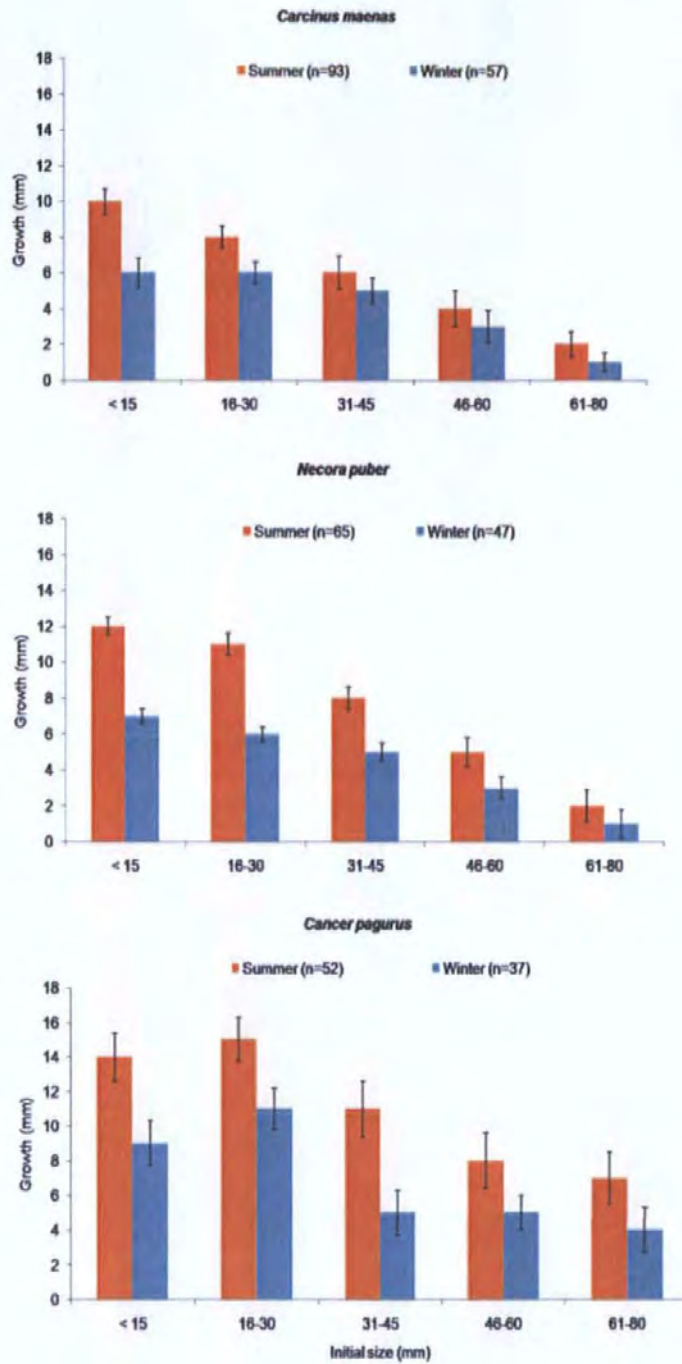 Carcinus maenas
Summer (n=93) Winter (n=57)
18
16
14
12
10
8
6
4
2
0
Growth (mm)
< 15 16-30 31-45 46-60 61-80
Necora puber
Summer (n=65) Winter (n=47)
18
16
14
12
10
8
6
4
2
0
Growth (mm)
< 15 16-30 31-45 46-60 61-80
Cancer pagurus
Summer (n=52) Winter (n=37)
18
16
14
12
10
8
6
4
2
0
Growth (mm)
< 15 16-30 31-45 46-60 61-80
Initial size (mm)